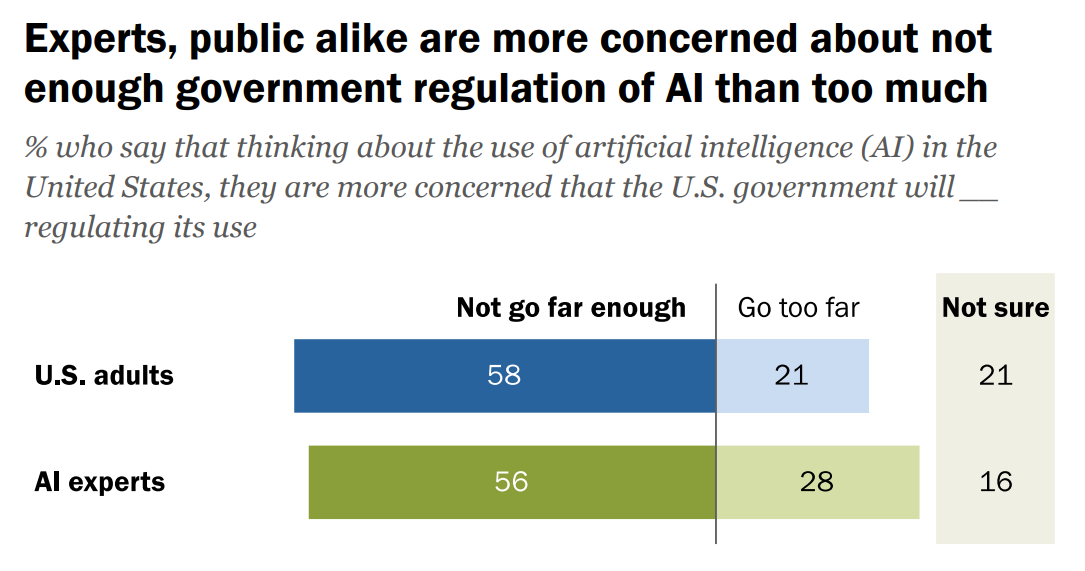 Experts, public alike are more concerned about not
enough government regulation of AI than too much
% who say that thinking about the use of artificial intelligence (AI) in the
United States, they are more concerned that the U.S. government will __
regulating its use
Not go far enough Go too far Not sure
U.S. adults 58 21 21
AI experts 56 28 16